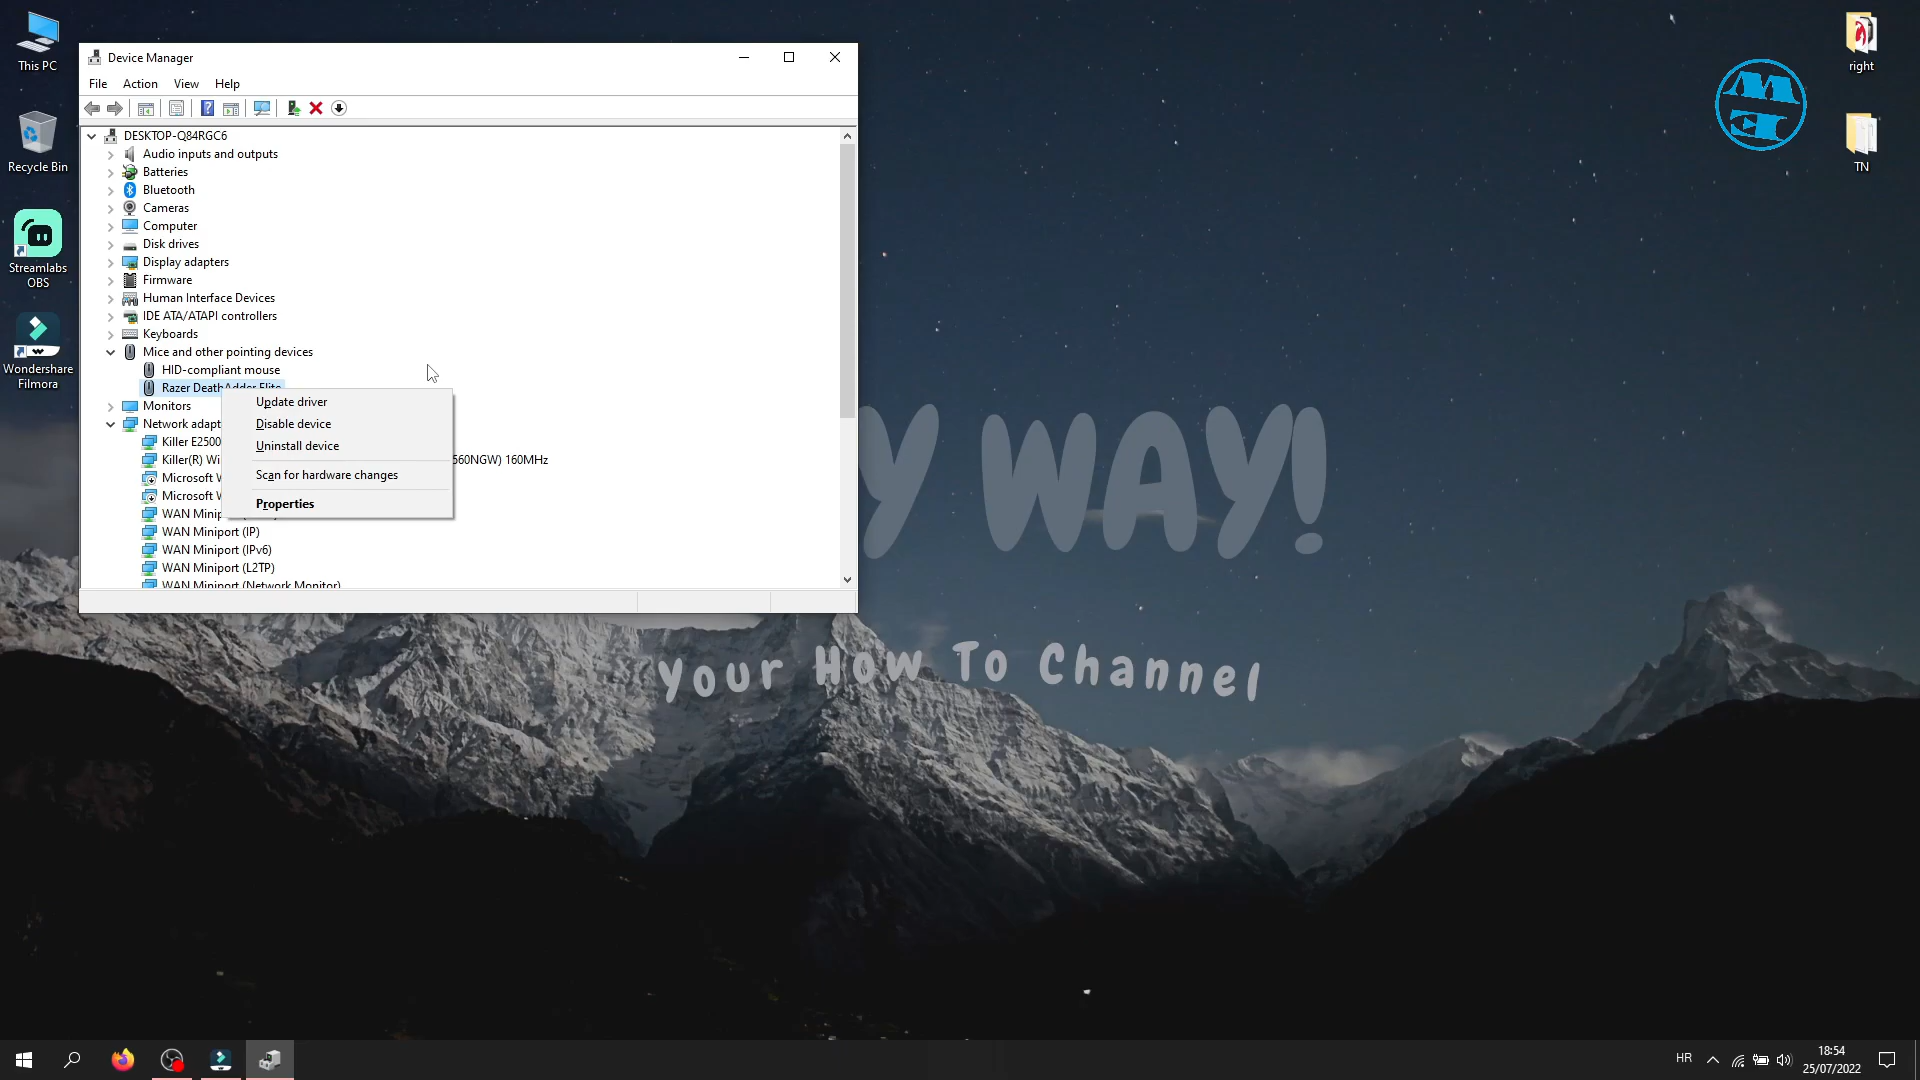 This PC
Recycle Bin
Streamlabs
OBS
Wondershare
Filmora
Device Manager
File Action View Help
DESKTOP-Q84RGC6
Audio inputs and outputs
Batteries
Bluetooth
Cameras
Computer
Disk drives
Display adapters
Firmware
Human Interface Devices
IDE ATA/ATAPI controllers
Keyboards
Mice and other pointing devices
HID-compliant mouse
Razer DeathAdder Elite
Monitors
Network adapt
Killer E2500
Killer(R) Wi 560NGW) 160MHz
Microsoft W
Microsoft W
WAN Minip
WAN Miniport (IP)
WAN Miniport (IPv6)
WAN Miniport (L2TP)
WAN Miniport (Network Monitor)
Update driver
Disable device
Uninstall device
Scan for hardware changes
Properties
Y WAY!
Your How To Channel
right
TN
HR
18:54
25/07/2022